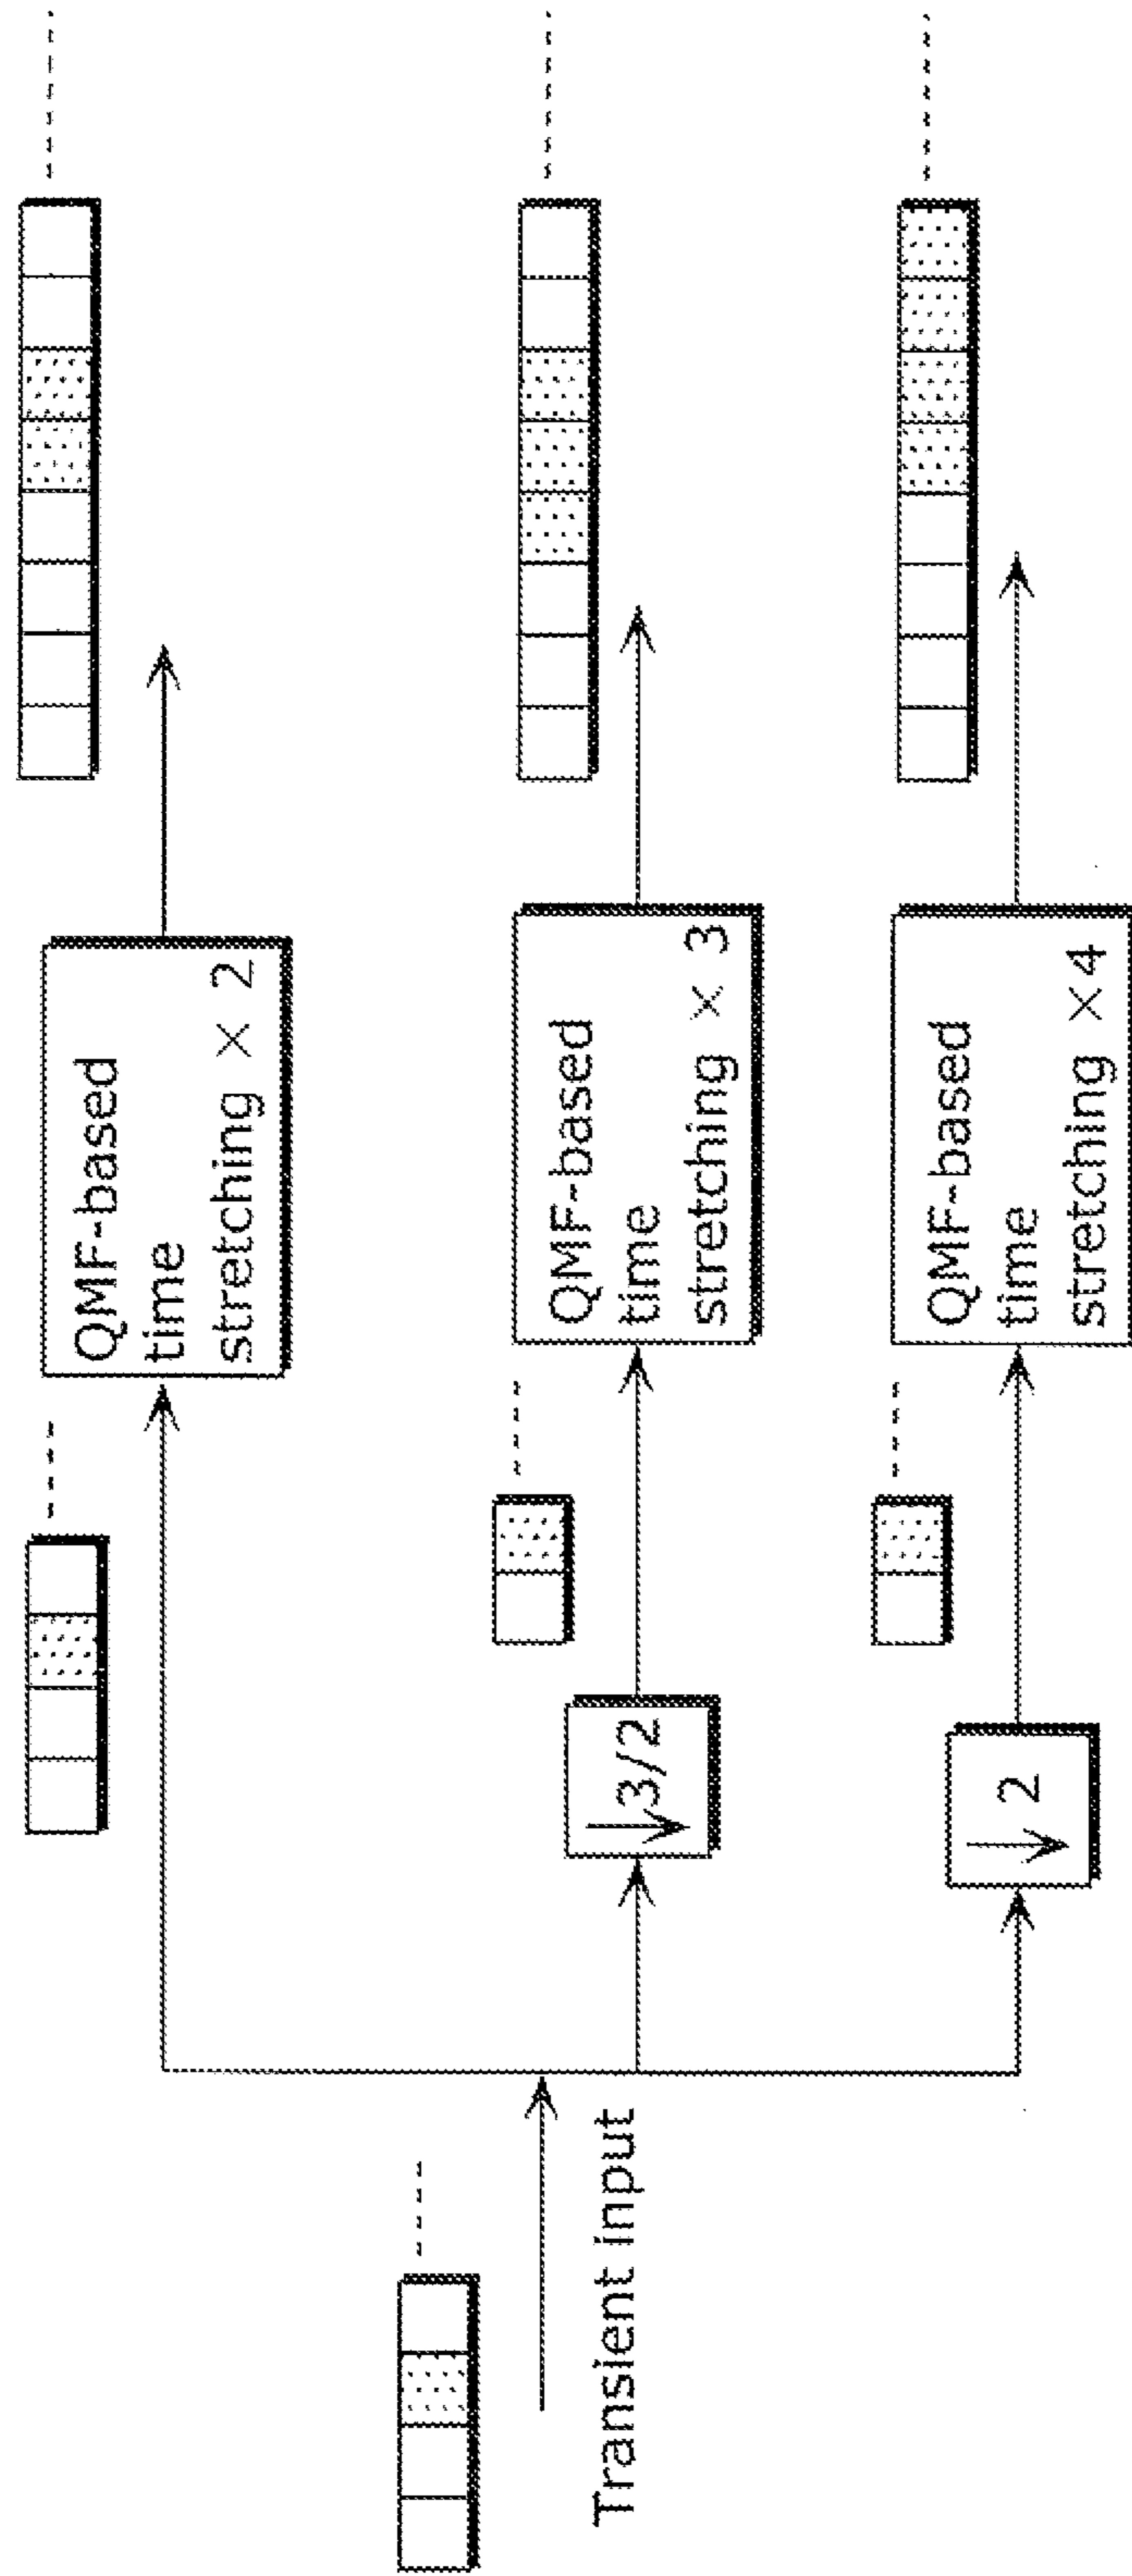 Transient input
QMF-based
time
stretching × 2
↓ 3/2
QMF-based
time
stretching × 3
↓ 2
QMF-based
time
stretching ×4